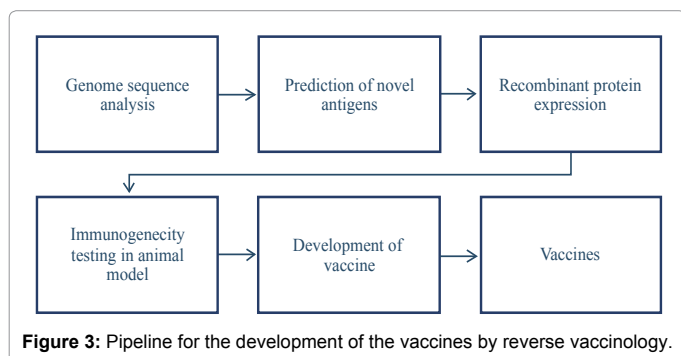 Genome sequence
analysis
Prediction of novel
antigens
Recombinant protein
expression
Immunogenecity
testing in animal
model
Development of
vaccine
Vaccines
Figure 3: Pipeline for the development of the vaccines by reverse vaccinology.